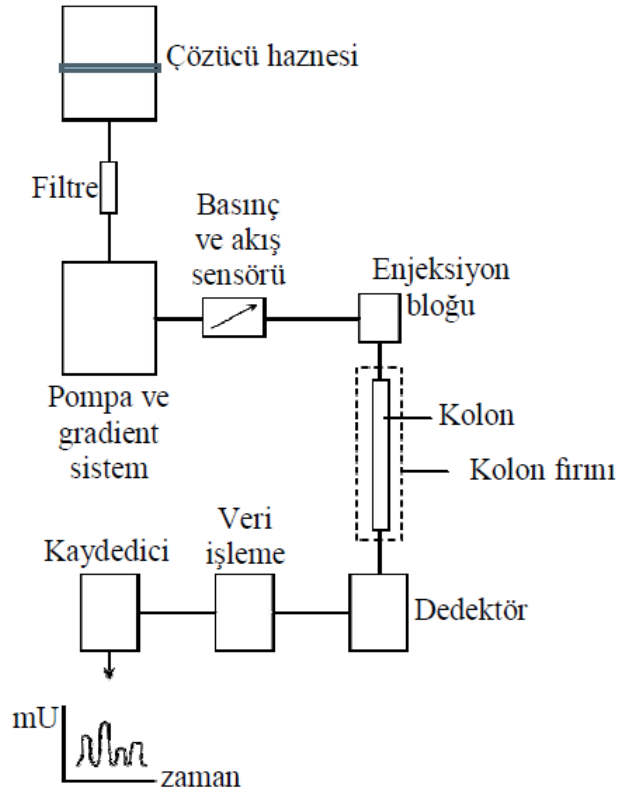 Çözücü haznesi
Filtre
Basınç
ve akış
sensörü
Enjeksiyon
bloğu
Pompa ve
gradient
sistem
Kolon
Kolon fırını
Veri
işleme
Kaydedici
Dedektör
mU
zaman